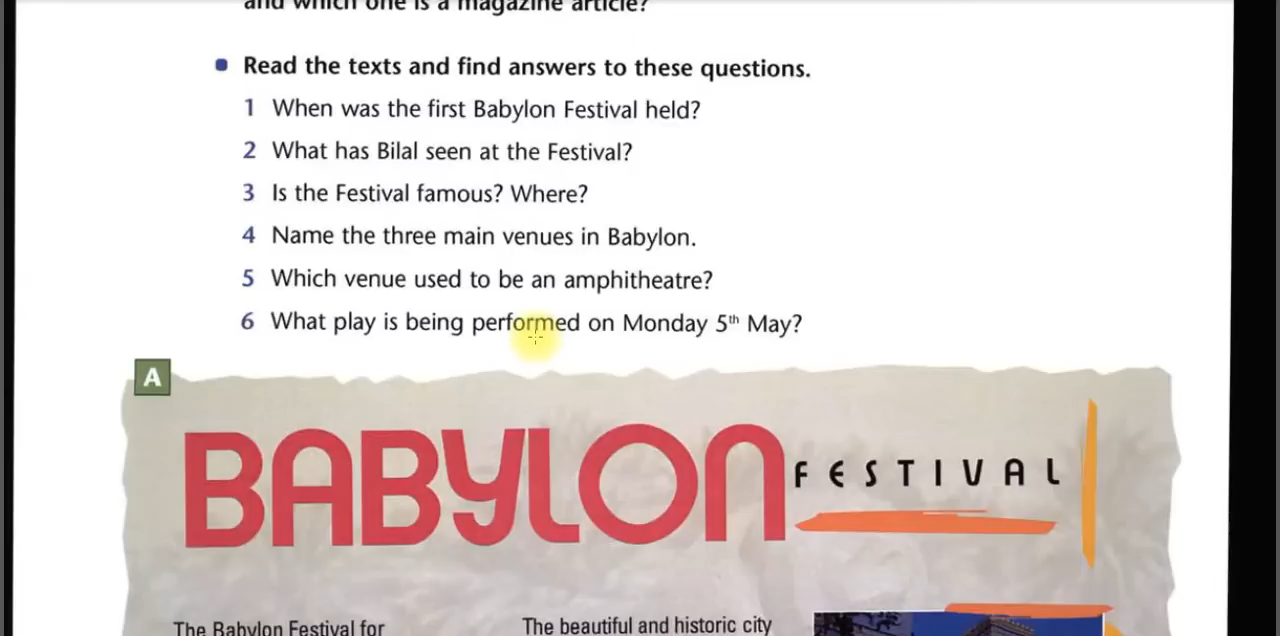 and which one is a magazine article?
Read the texts and find answers to these questions.
1 When was the first Babylon Festival held?
2 What has Bilal seen at the Festival?
3 Is the Festival famous? Where?
4 Name the three main venues in Babylon.
5 Which venue used to be an amphitheatre?
6 What play is being performed on Monday 5th May?
A
BABYLON FESTIVAL
The Babylon Festival for
The beautiful and historic city